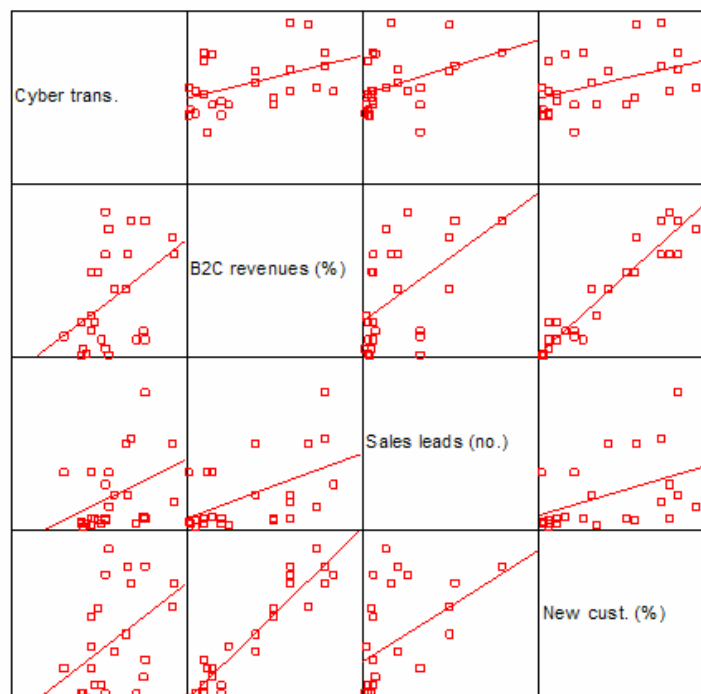 Cyber trans.
B2C revenues (%)
Sales leads (no.)
New cust. (%)